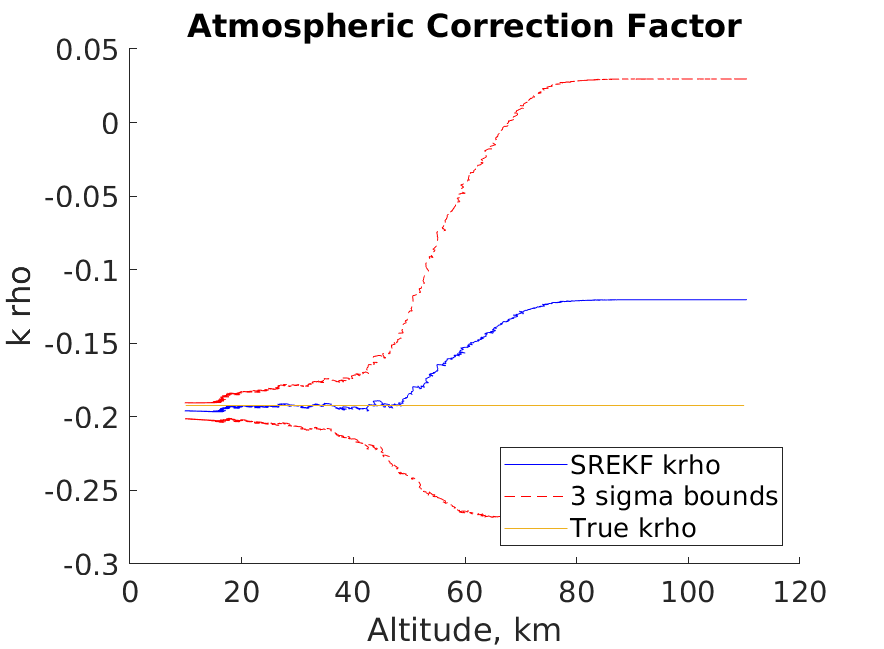 Atmospheric Correction Factor
0.05
0
-0.05
-0.1
-0.15
-0.2
-0.25
-0.3
k rho
SREKF krho
3 sigma bounds
True krho
0 20 40 60 80 100 120
Altitude, km